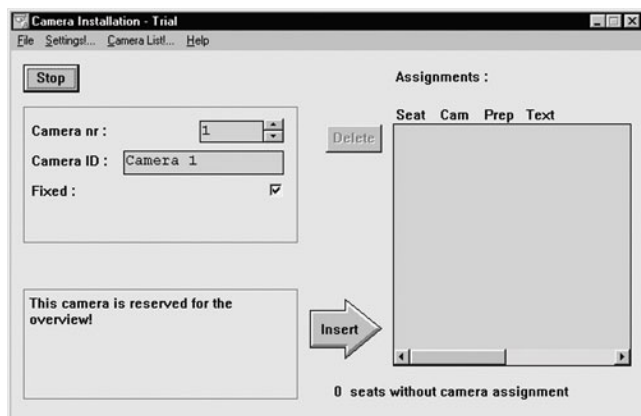 Camera Installation - Trial
File Settings!... Camera List!... Help
Stop
Camera nr : 1
Camera ID : Camera 1
Fixed :
This camera is reserved for the
overview!
Assignments :
Seat Cam Prep Text
Delete
Insert
0 seats without camera assignment